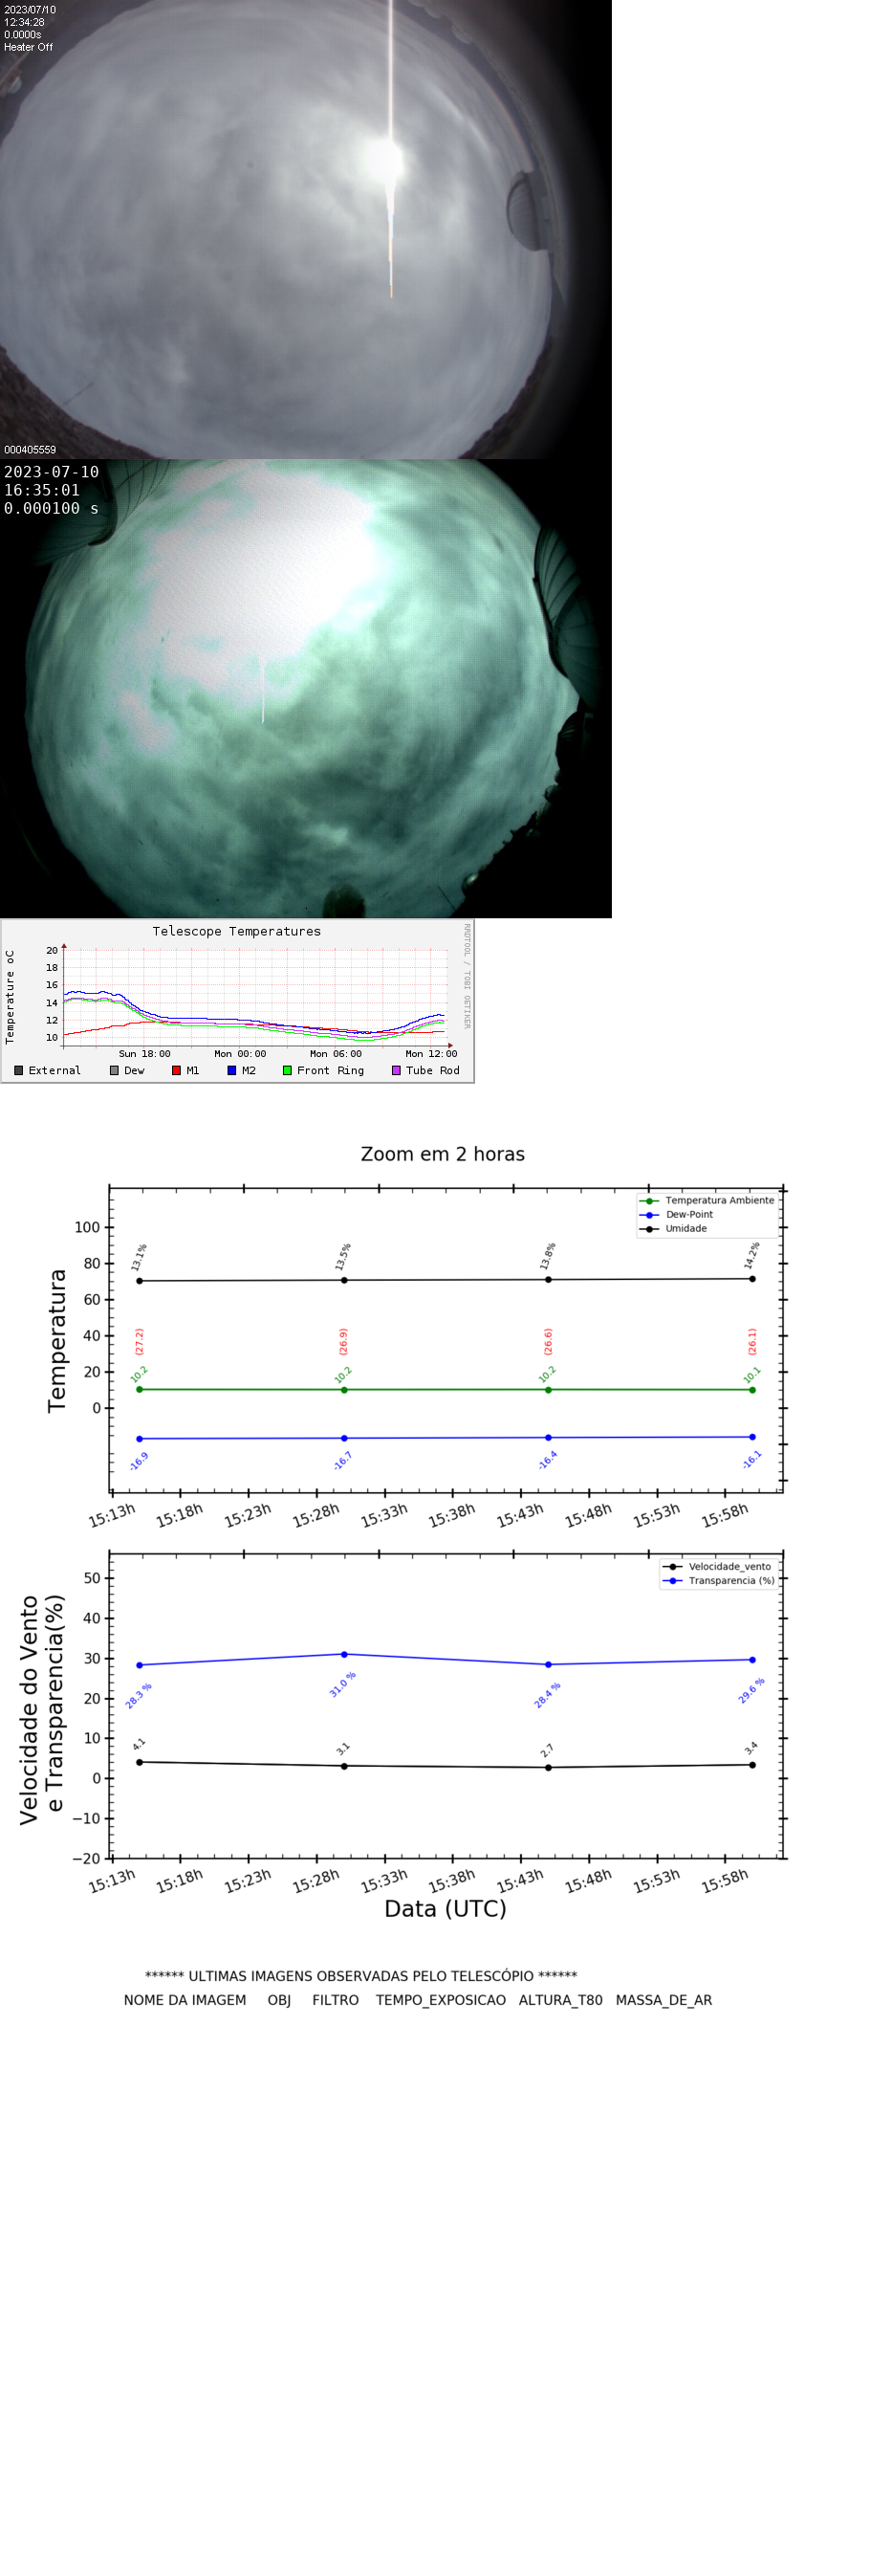 2023/07/10
12:34:28
0.0000s
Heater Off
000405559
2023-07-10
16:35:01
0.000100 s
Telescope Temperatures
RRDTOOL / TOBI OETIKER
Temperature oC
20
18
16
14
12
10
Sun 18:00 Mon 00:00 Mon 06:00 Mon 12:00
External Dew M1 M2 Front Ring Tube Rod
Zoom em 2 horas
Temperatura
100
80
60
40
20
0
Temperatura Ambiente
Dew-Point
Umidade
13.1% 13.5% 13.8% 14.2%
(27.2) (26.9) (26.6) (26.1)
10.2 10.2 10.2 10.1
-16.9 -16.7 -16.4 -16.1
15:13h 15:18h 15:23h 15:28h 15:33h 15:38h 15:43h 15:48h 15:53h 15:58h
Velocidade do Vento
e Transparencia(%)
50
40
30
20
10
0
−10
−20
Velocidade_vento
Transparencia (%)
28.3 % 31.0 % 28.4 % 29.6 %
4.1 3.1 2.7 3.4
15:13h 15:18h 15:23h 15:28h 15:33h 15:38h 15:43h 15:48h 15:53h 15:58h
Data (UTC)
****** ULTIMAS IMAGENS OBSERVADAS PELO TELESCÓPIO ******
NOME DA IMAGEM OBJ FILTRO TEMPO_EXPOSICAO ALTURA_T80 MASSA_DE_AR